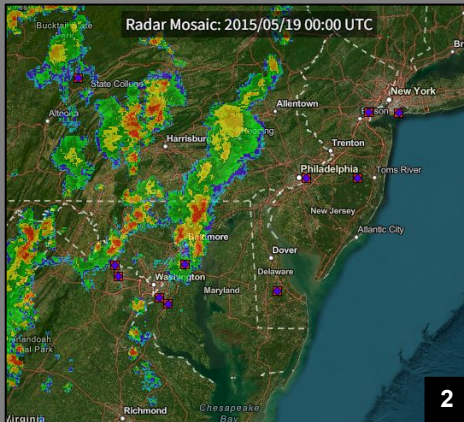 Radar Mosaic: 2015/05/19 00:00 UTC
State College
New York
Altoona
Allentown
Harrisburg
Trenton
Philadelphia
Toms River
New Jersey
Baltimore
Atlantic City
Dover
Washington
Delaware
Maryland
Richmond
Chesapeake
Bay
Virginia
2